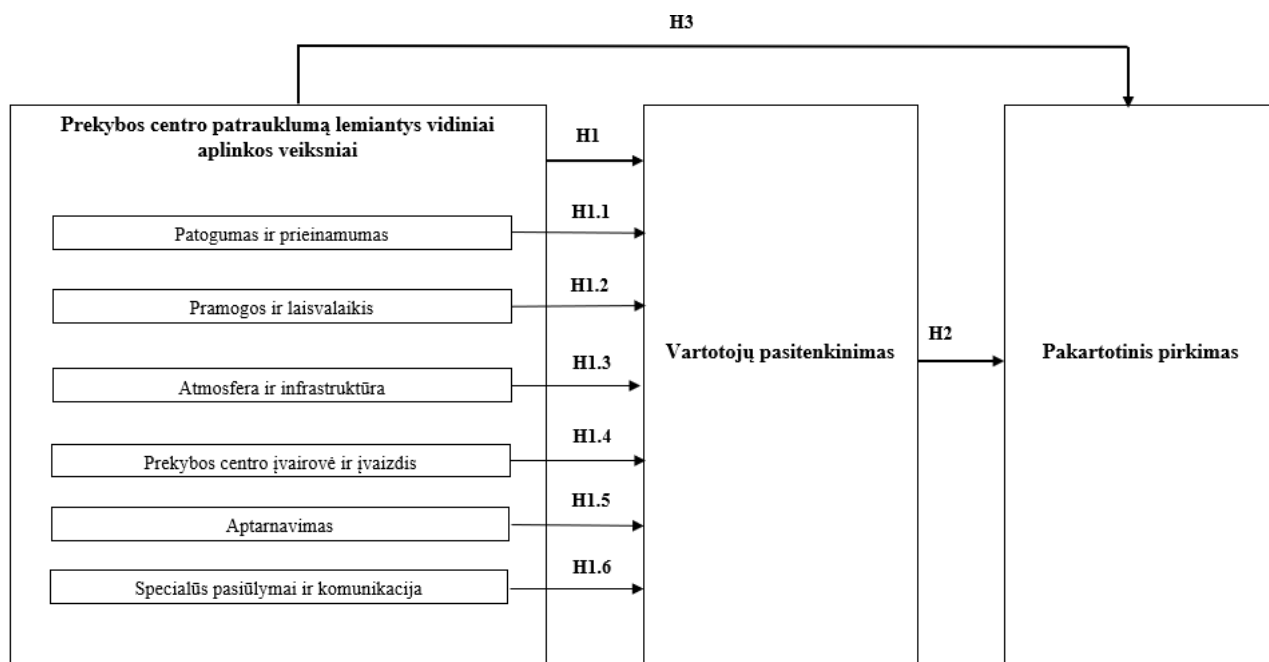 H3
Prekybos centro patrauklumą lemiantys vidiniai
aplinkos veiksniai
H1
H1.1
Patogumas ir prieinamumas
H1.2
Pramogos ir laisvalaikis
H1.3
Atmosfera ir infrastruktūra
H1.4
Prekybos centro įvairovė ir įvaizdis
H1.5
Aptarnavimas
H1.6
Specialūs pasiūlymai ir komunikacija
Vartotojų pasitenkinimas
H2
Pakartotinis pirkimas